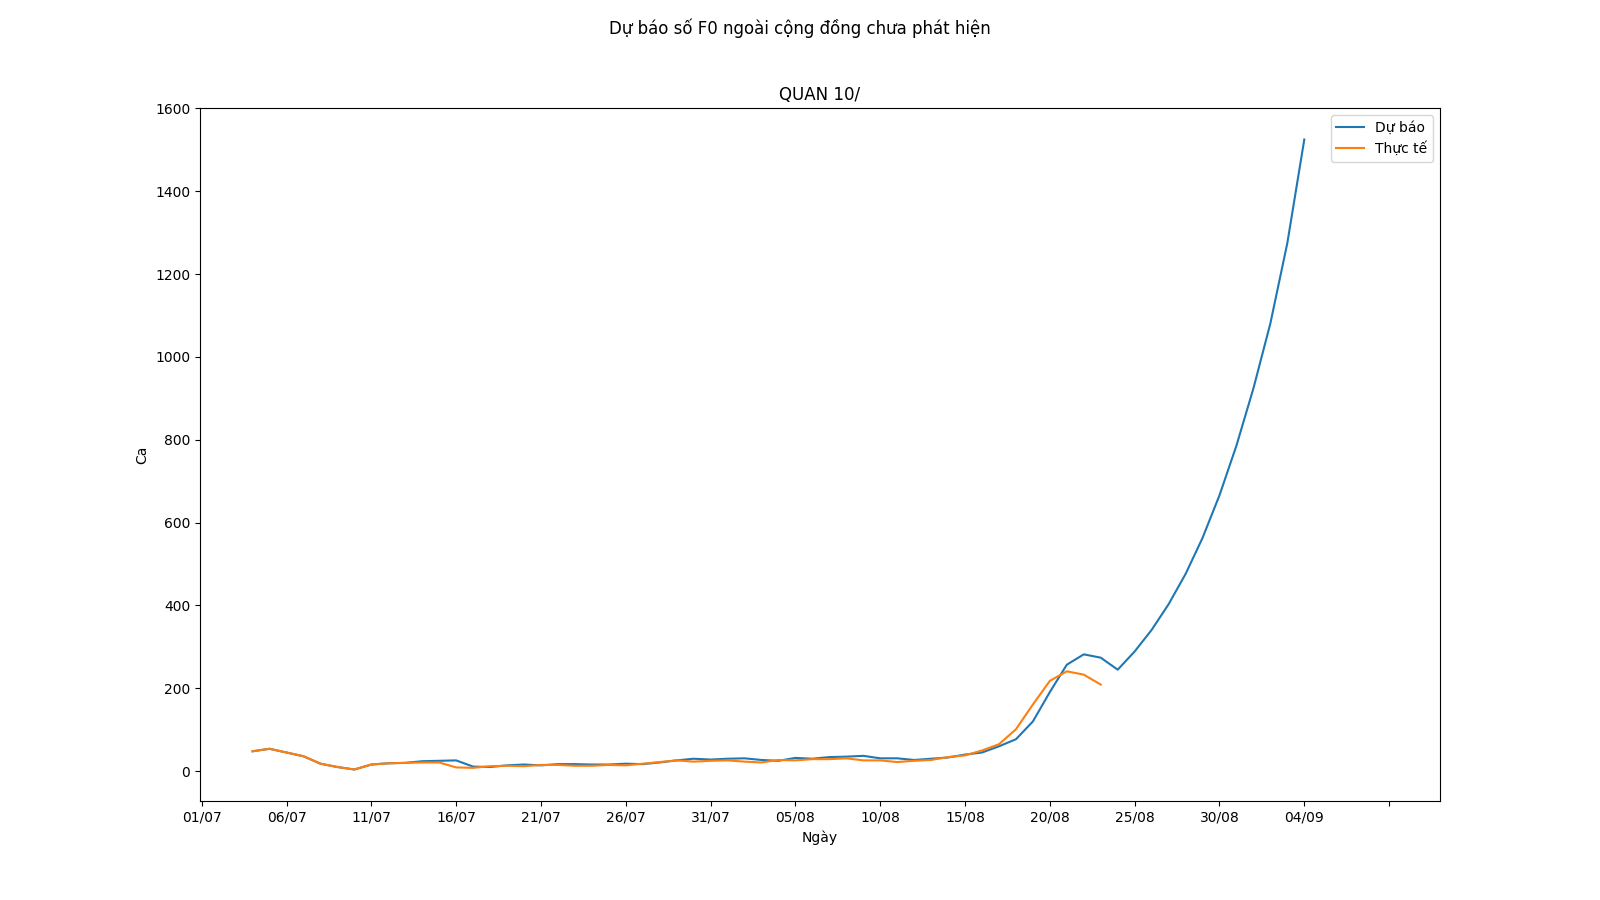 Dự báo số F0 ngoài cộng đồng chưa phát hiện
QUAN 10/
1600
1400
1200
1000
800
600
400
200
0
Ca
Dự báo
Thực tế
01/07 06/07 11/07 16/07 21/07 26/07 31/07 05/08 10/08 15/08 20/08 25/08 30/08 04/09
Ngày